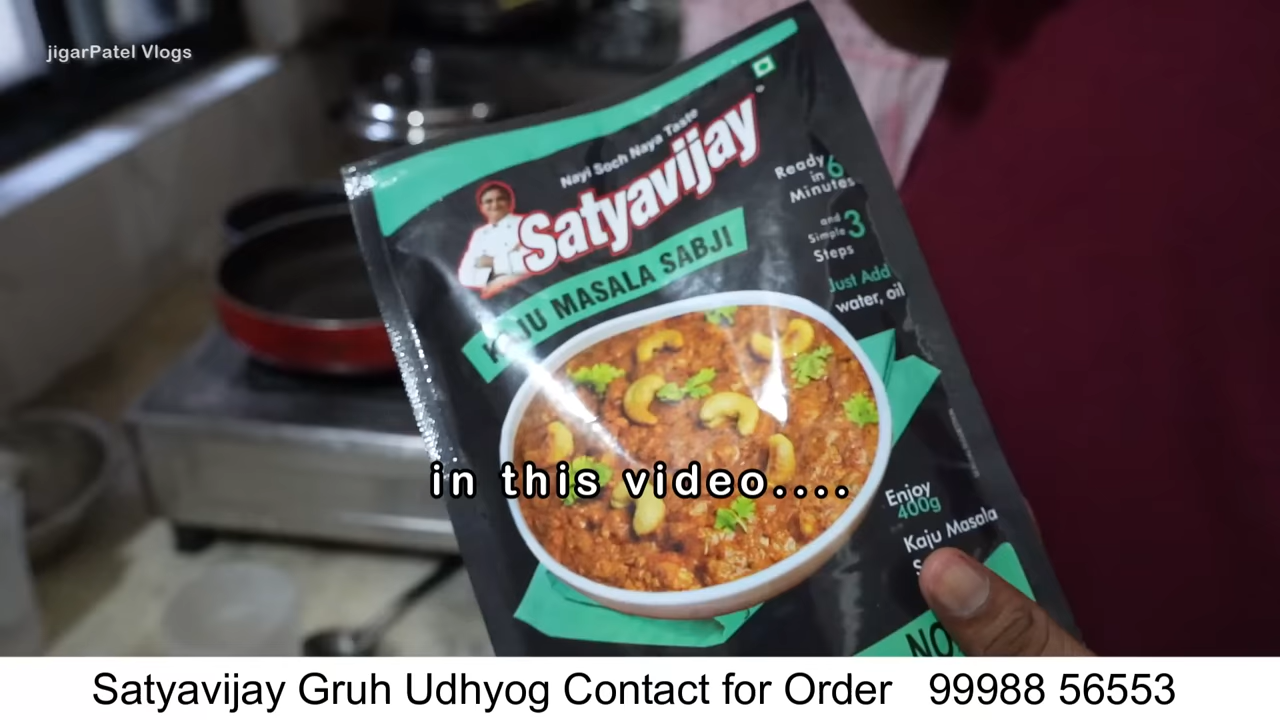 jigarPatel Vlogs
Nayi Soch Naya Taste
Satyavijay
KAJU MASALA SABJI
Ready
in 6
Minutes
and
Simple 3
Steps
Just Add
water, oil
in this video....
Enjoy
400g
Kaju Masala
Satyavijay Gruh Udhyog Contact for Order 99988 56553